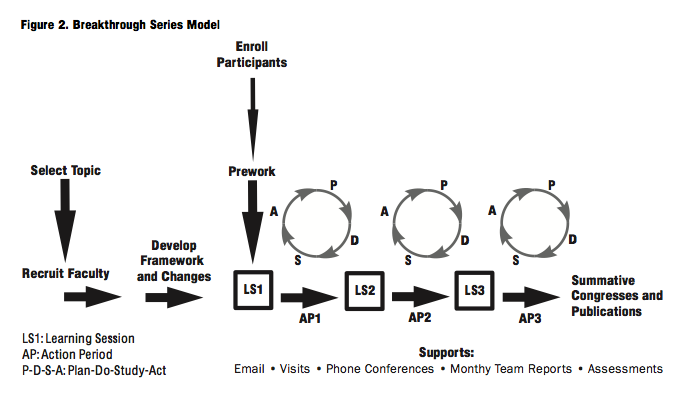 Figure 2. Breakthrough Series Model
Enroll
Participants
Select Topic
Prework
P
A
D
S
P
A
D
S
P
A
D
S
Recruit Faculty
Develop
Framework
and Changes
LS1
LS2
LS3
AP1
AP2
AP3
Summative
Congresses and
Publications
LS1: Learning Session
AP: Action Period
P-D-S-A: Plan-Do-Study-Act
Supports:
Email • Visits • Phone Conferences • Monthy Team Reports • Assessments